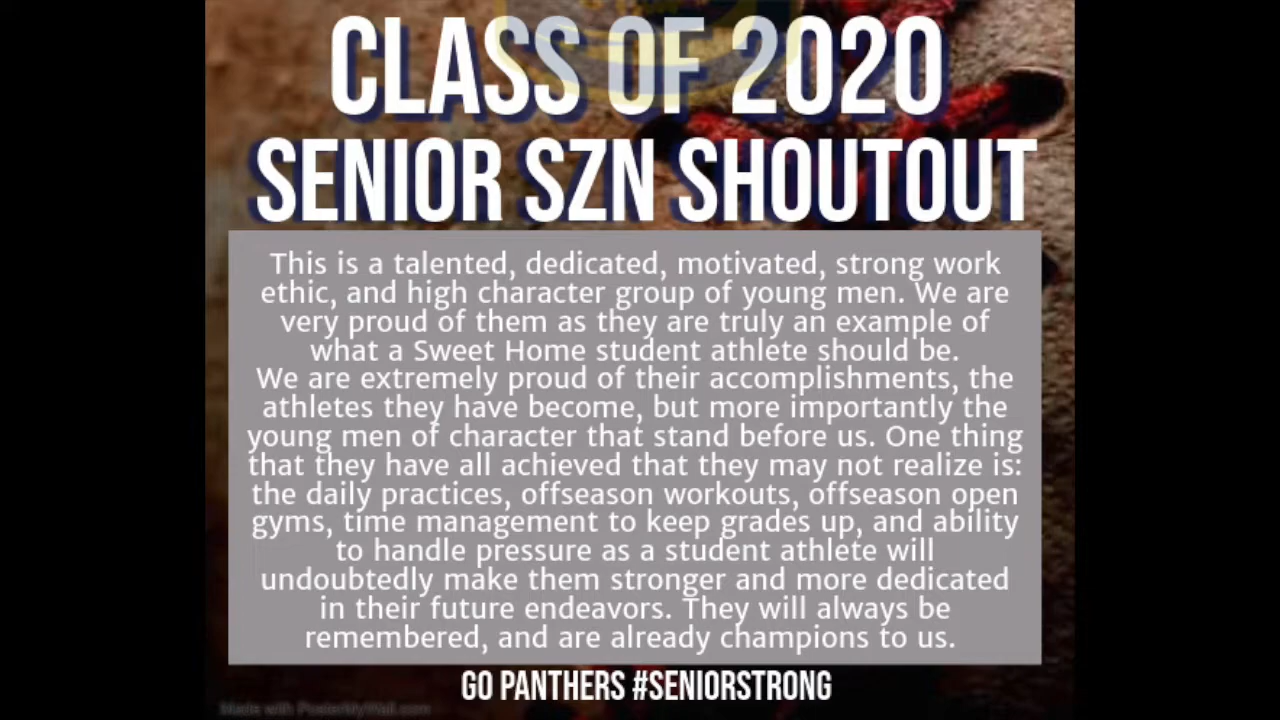 CLASS OF 2020
SENIOR SZN SHOUTOUT
This is a talented, dedicated, motivated, strong work
ethic, and high character group of young men. We are
very proud of them as they are truly an example of
what a Sweet Home student athlete should be.
We are extremely proud of their accomplishments, the
athletes they have become, but more importantly the
young men of character that stand before us. One thing
that they have all achieved that they may not realize is:
the daily practices, offseason workouts, offseason open
gyms, time management to keep grades up, and ability
to handle pressure as a student athlete will
undoubtedly make them stronger and more dedicated
in their future endeavors. They will always be
remembered, and are already champions to us.
GO PANTHERS #SENIORSTRONG
Made with PosterMyWall.com